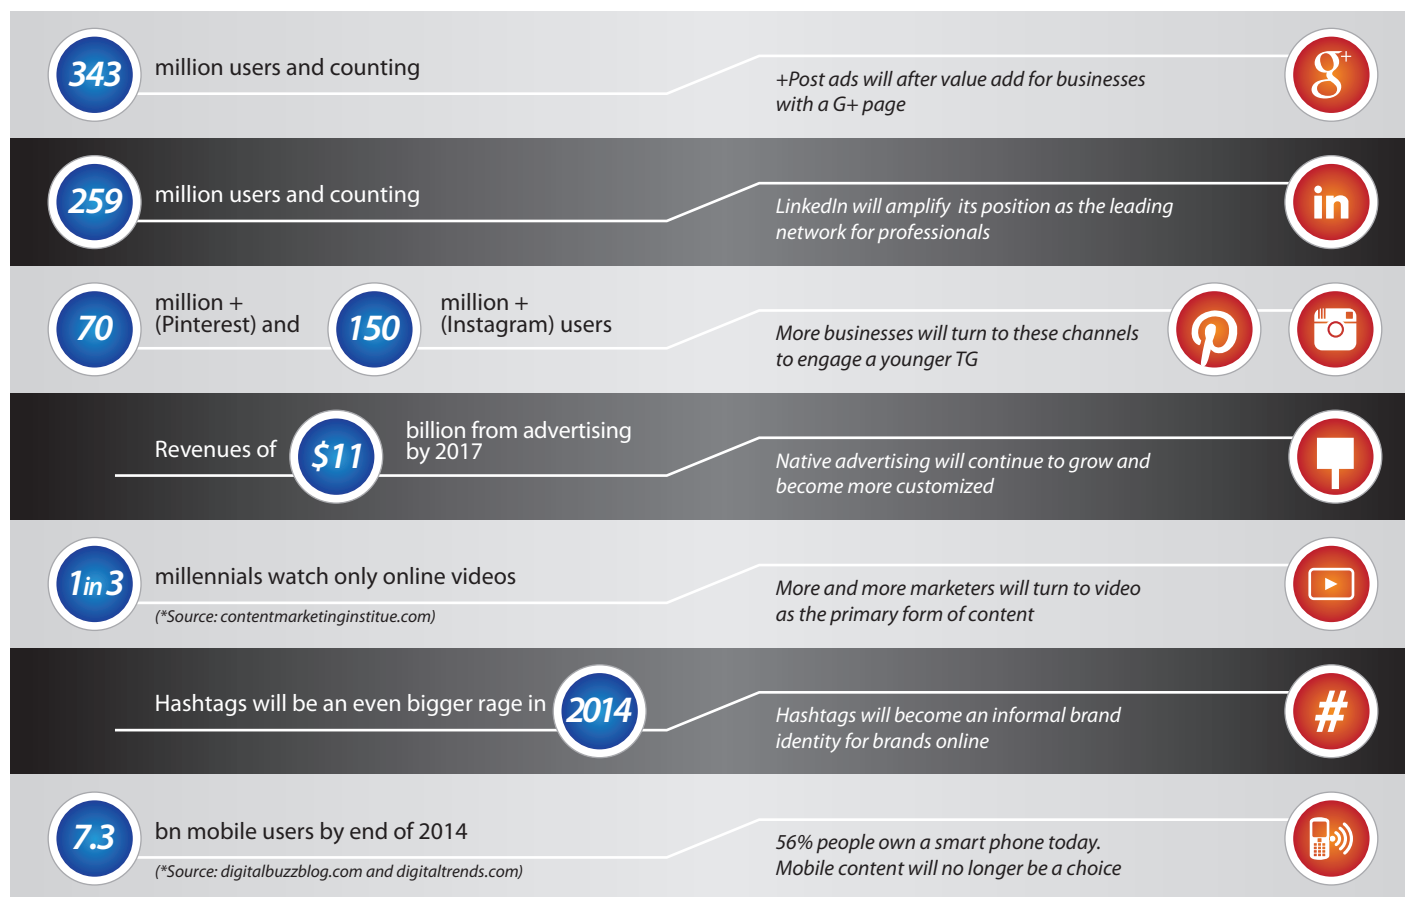 343 million users and counting
+Post ads will after value add for businesses
with a G+ page
g+
259 million users and counting
LinkedIn will amplify its position as the leading
network for professionals
in
70 million +
(Pinterest) and
150 million +
(Instagram) users
More businesses will turn to these channels
to engage a younger TG
Revenues of $11 billion from advertising
by 2017
Native advertising will continue to grow and
become more customized
1 in 3 millennials watch only online videos
(*Source: contentmarketinginstitue.com)
More and more marketers will turn to video
as the primary form of content
Hashtags will be an even bigger rage in 2014
Hashtags will become an informal brand
identity for brands online
#
7.3 bn mobile users by end of 2014
(*Source: digitalbuzzblog.com and digitaltrends.com)
56% people own a smart phone today.
Mobile content will no longer be a choice